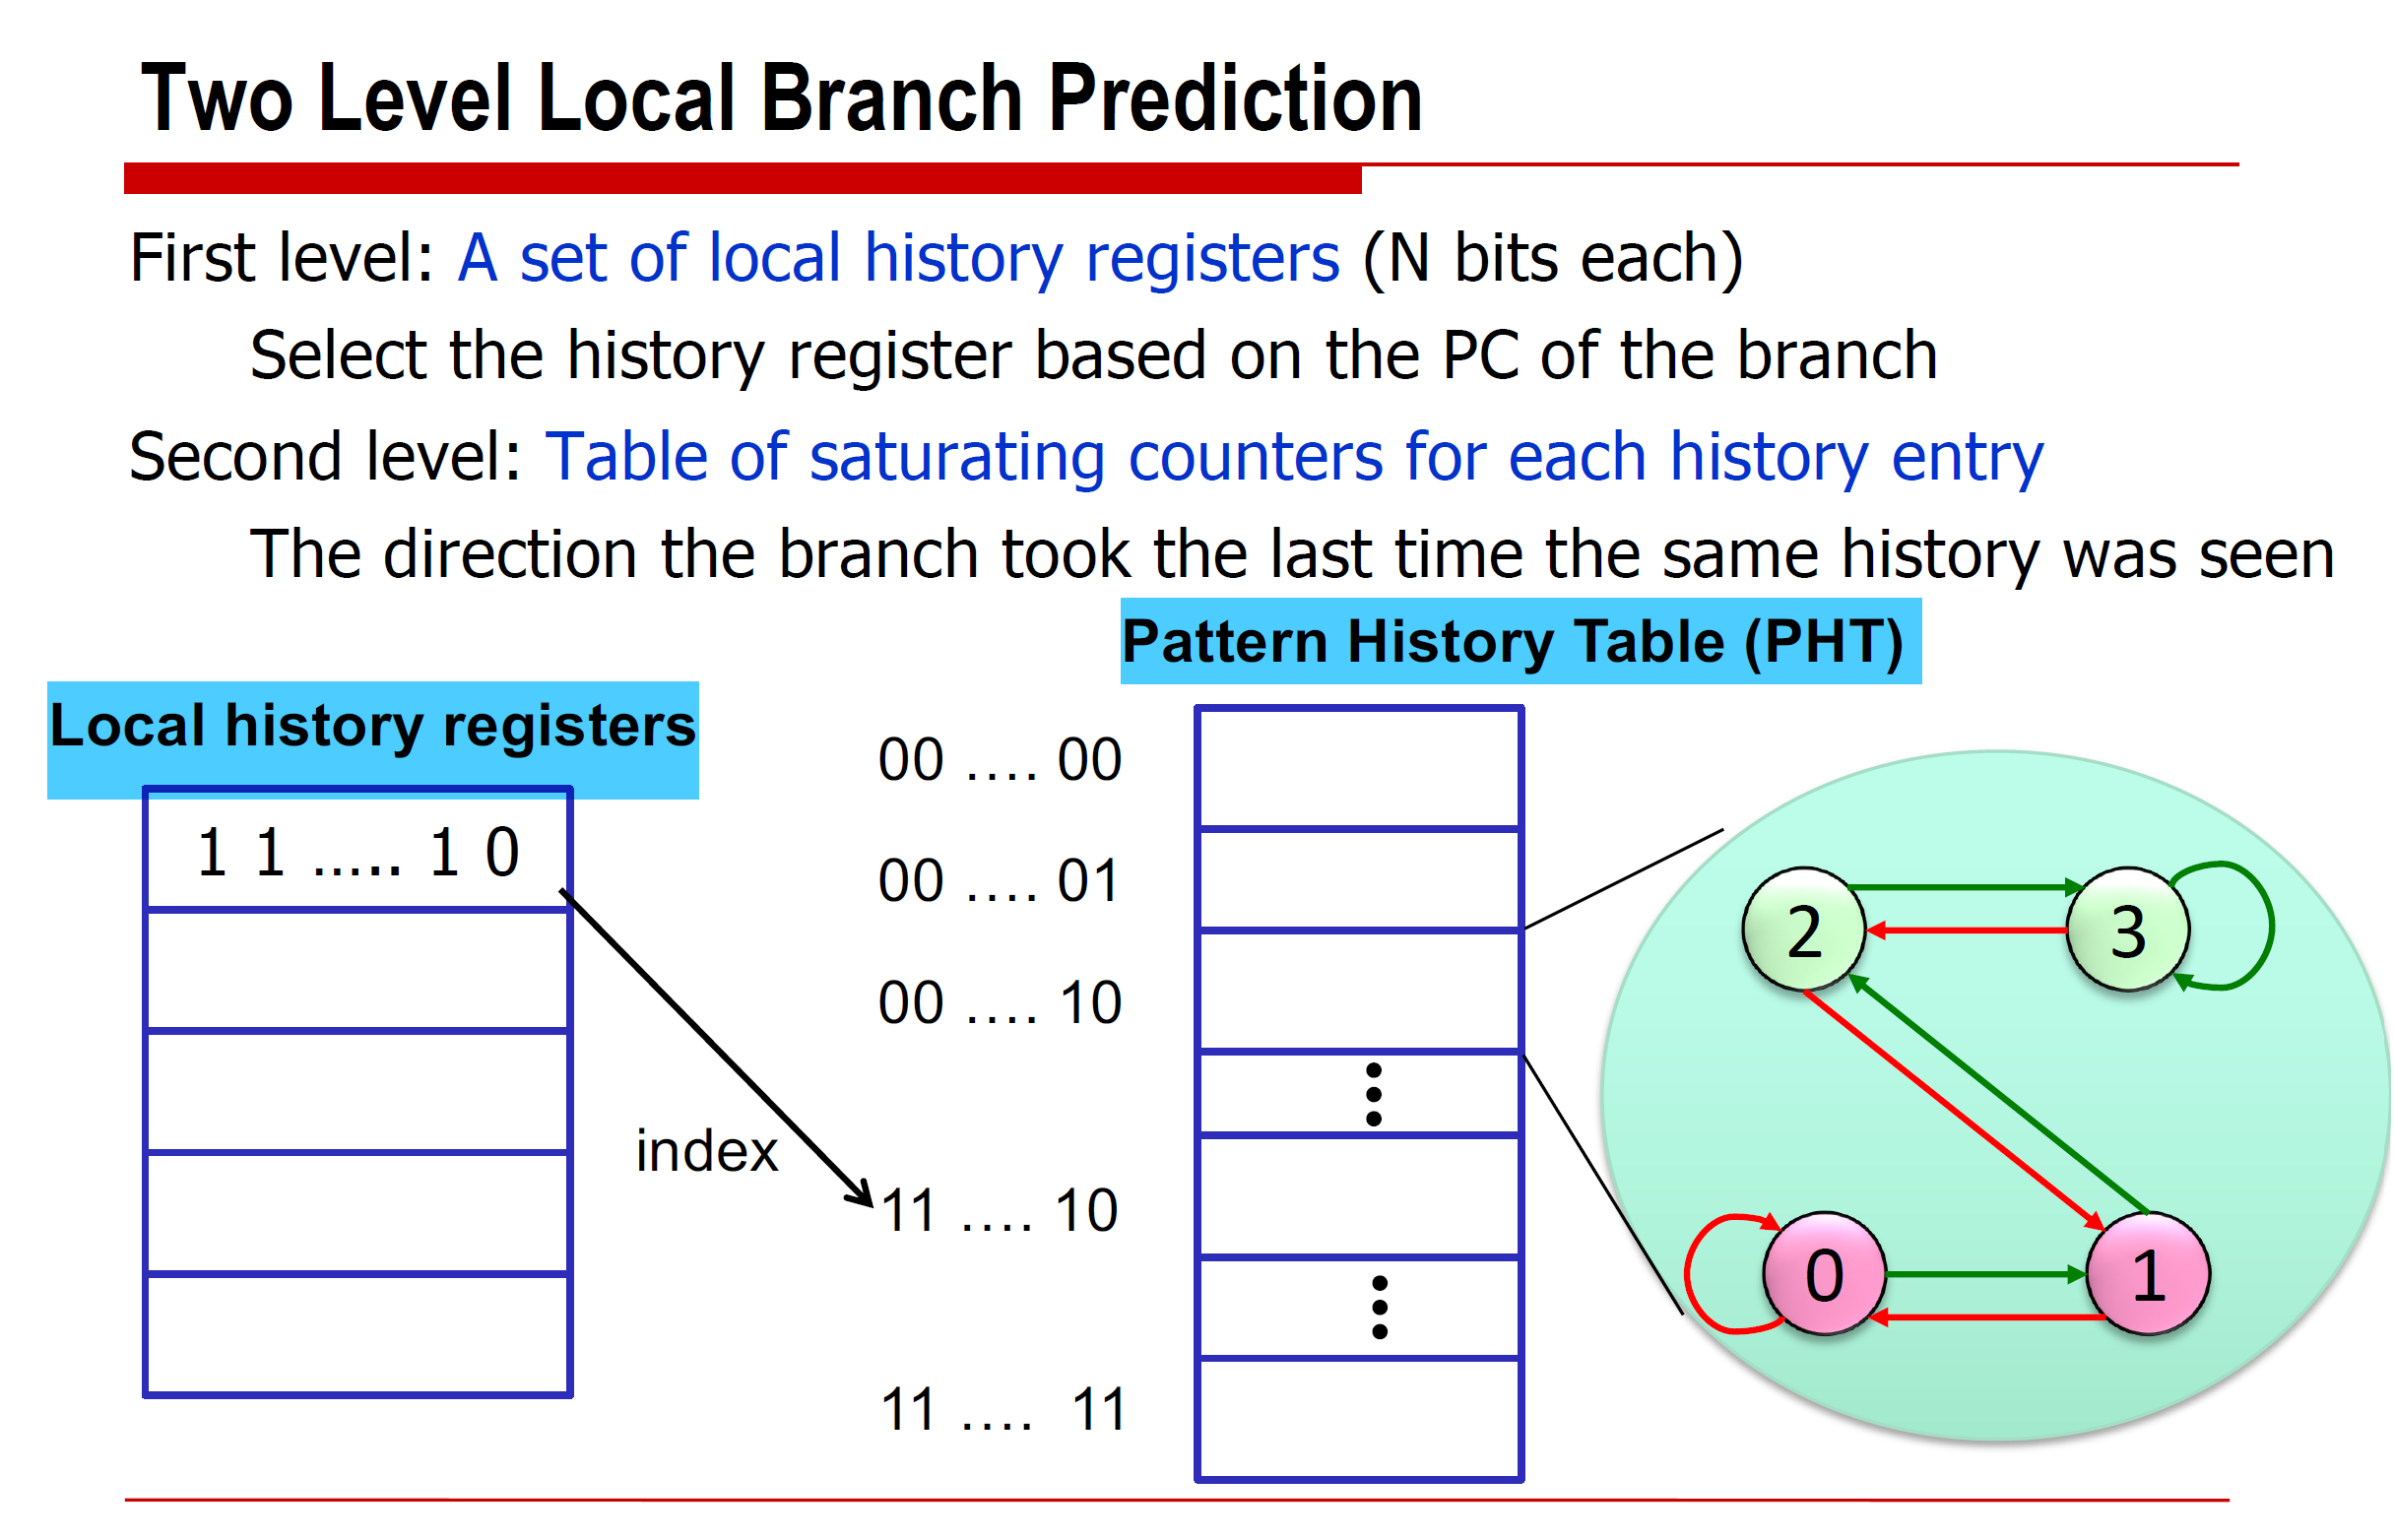 Two Level Local Branch Prediction
First level: A set of local history registers (N bits each)
Select the history register based on the PC of the branch
Second level: Table of saturating counters for each history entry
The direction the branch took the last time the same history was seen
Pattern History Table (PHT)
Local history registers
1 1 ..... 1 0
index
00 .... 00
00 .... 01
00 .... 10
11 .... 10
11 .... 11
2
3
0
1